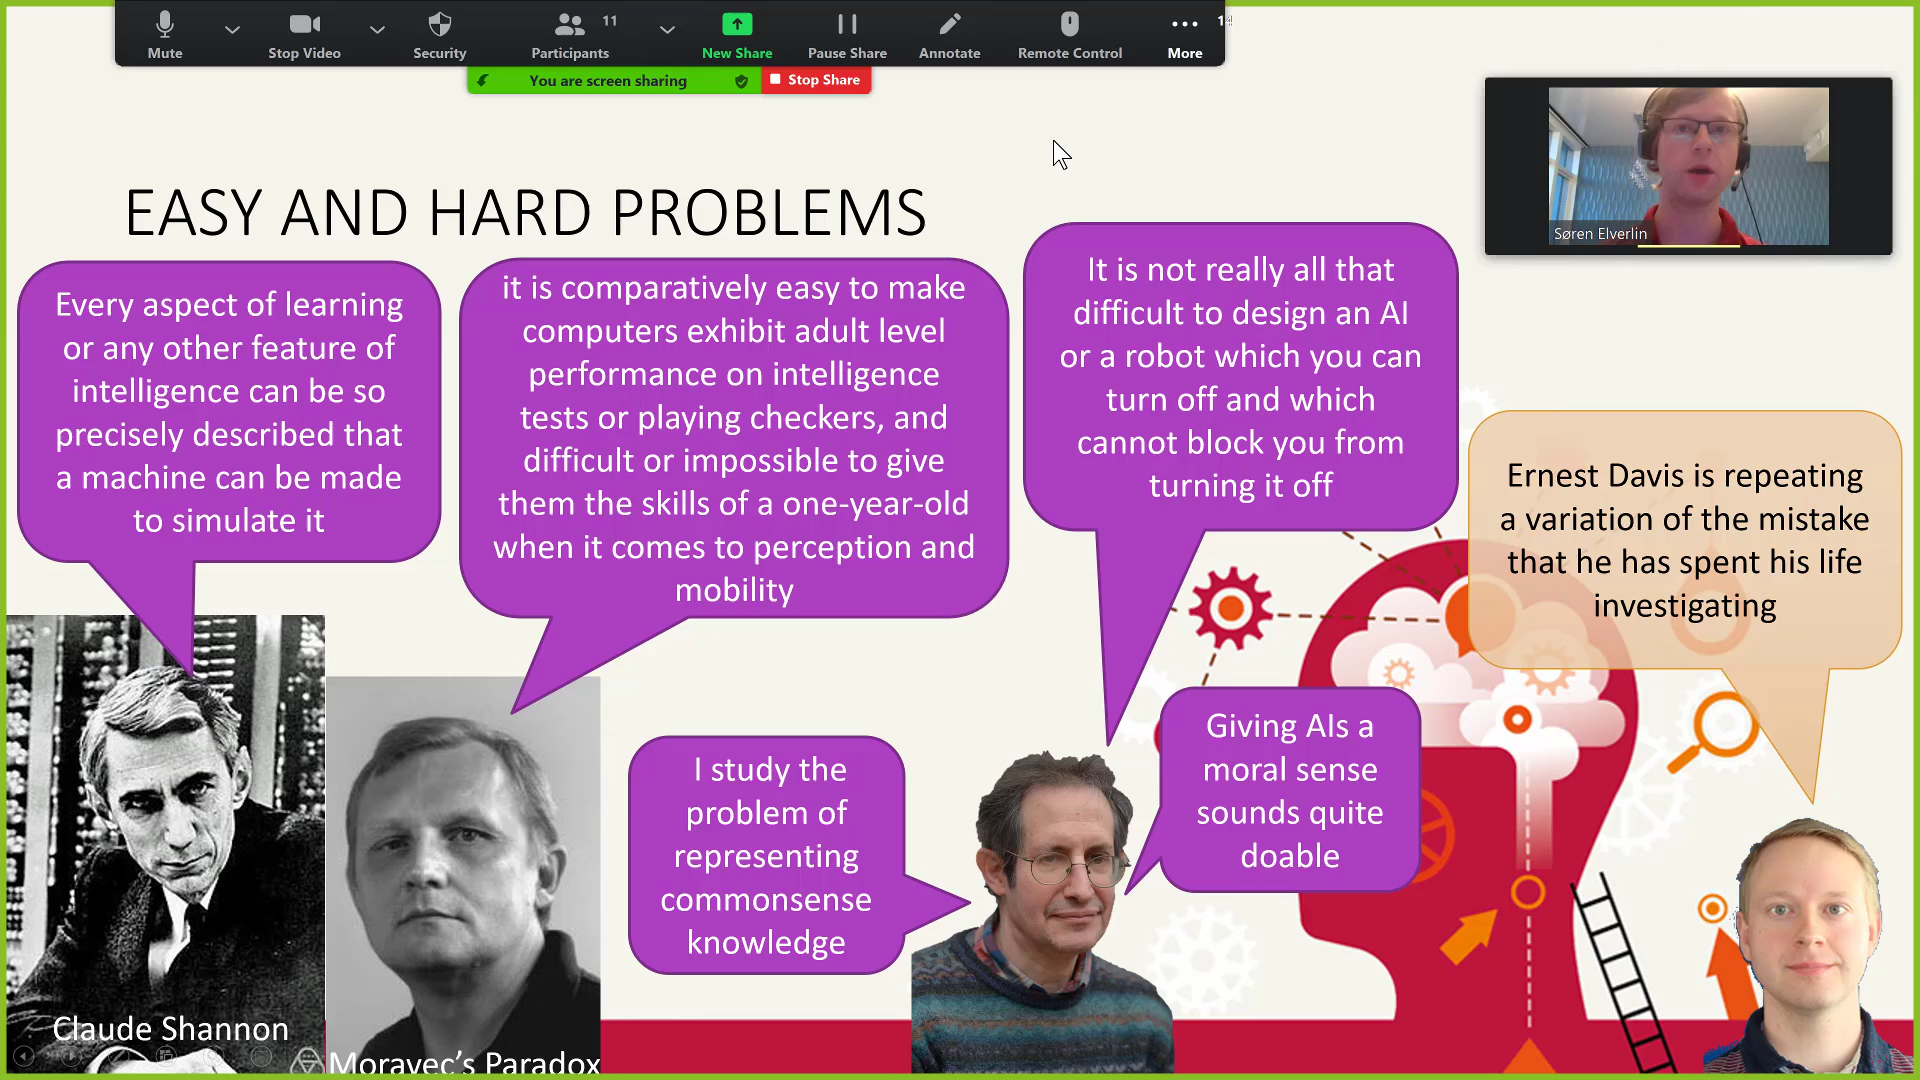 Mute
Stop Video
Security
Participants
11
New Share
Pause Share
Annotate
Remote Control
More
You are screen sharing
Stop Share
Søren Elverlin
EASY AND HARD PROBLEMS
Every aspect of learning
or any other feature of
intelligence can be so
precisely described that
a machine can be made
to simulate it
it is comparatively easy to make
computers exhibit adult level
performance on intelligence
tests or playing checkers, and
difficult or impossible to give
them the skills of a one-year-old
when it comes to perception and
mobility
It is not really all that
difficult to design an AI
or a robot which you can
turn off and which
cannot block you from
turning it off
Ernest Davis is repeating
a variation of the mistake
that he has spent his life
investigating
I study the
problem of
representing
commonsense
knowledge
Giving AIs a
moral sense
sounds quite
doable
Claude Shannon
Moravec's Paradox